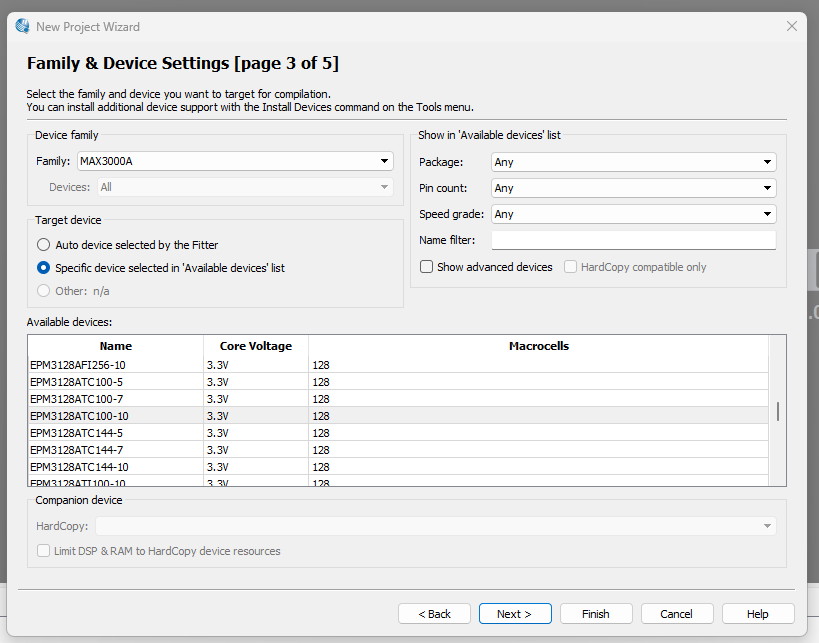 New Project Wizard
Family & Device Settings [page 3 of 5]
Select the family and device you want to target for compilation.
You can install additional device support with the Install Devices command on the Tools menu.
Device family
Family: MAX3000A
Devices: All
Target device
Auto device selected by the Fitter
Specific device selected in 'Available devices' list
Other: n/a
Show in 'Available devices' list
Package: Any
Pin count: Any
Speed grade: Any
Name filter:
Show advanced devices HardCopy compatible only
Available devices:
Name Core Voltage Macrocells
EPM3128AFI256-10 3.3V 128
EPM3128ATC100-5 3.3V 128
EPM3128ATC100-7 3.3V 128
EPM3128ATC100-10 3.3V 128
EPM3128ATC144-5 3.3V 128
EPM3128ATC144-7 3.3V 128
EPM3128ATC144-10 3.3V 128
EPM3128ATI100-10 3.3V 128
Companion device
HardCopy:
Limit DSP & RAM to HardCopy device resources
< Back Next > Finish Cancel Help